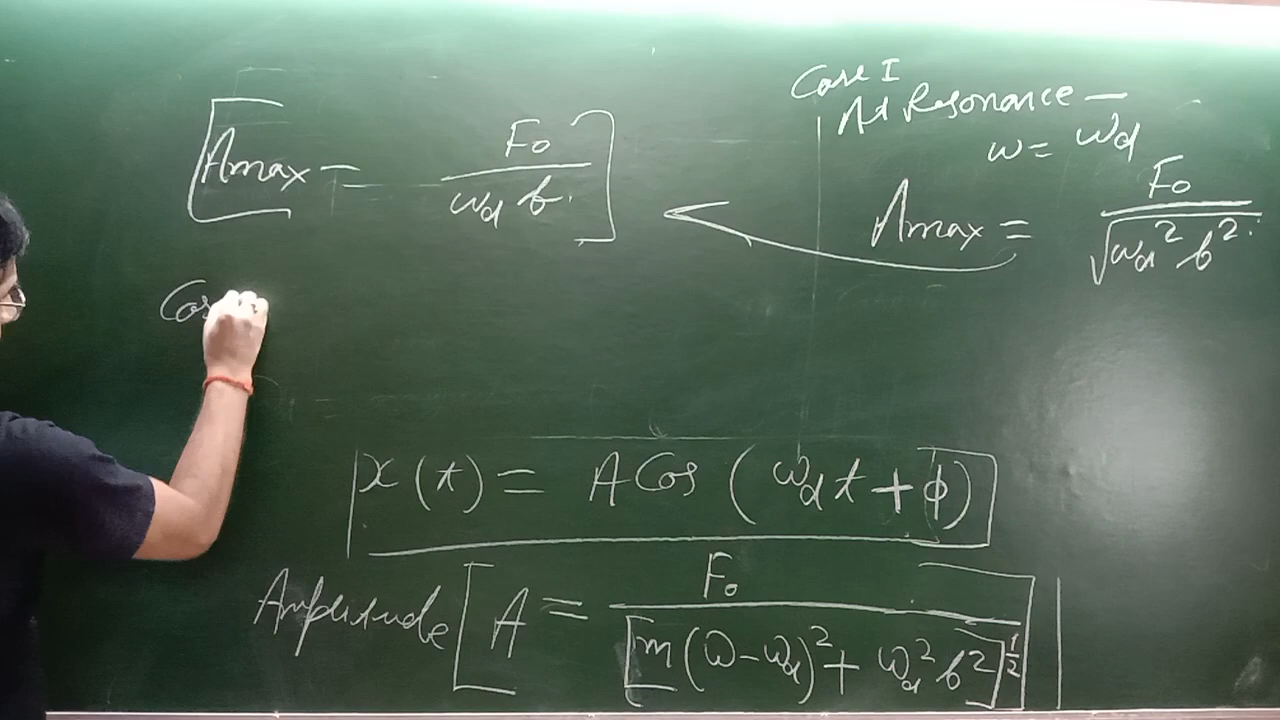 Case I
At Resonance —
ω = ωd
Amax = F₀ / √ωd² b²
[Amax = F₀ / ωd b]
Cas
x(t) = A Cos (ωd t + ϕ)
Amplitude [A = F₀ / [m(ω - ωd)² + ωd² b²]^½]